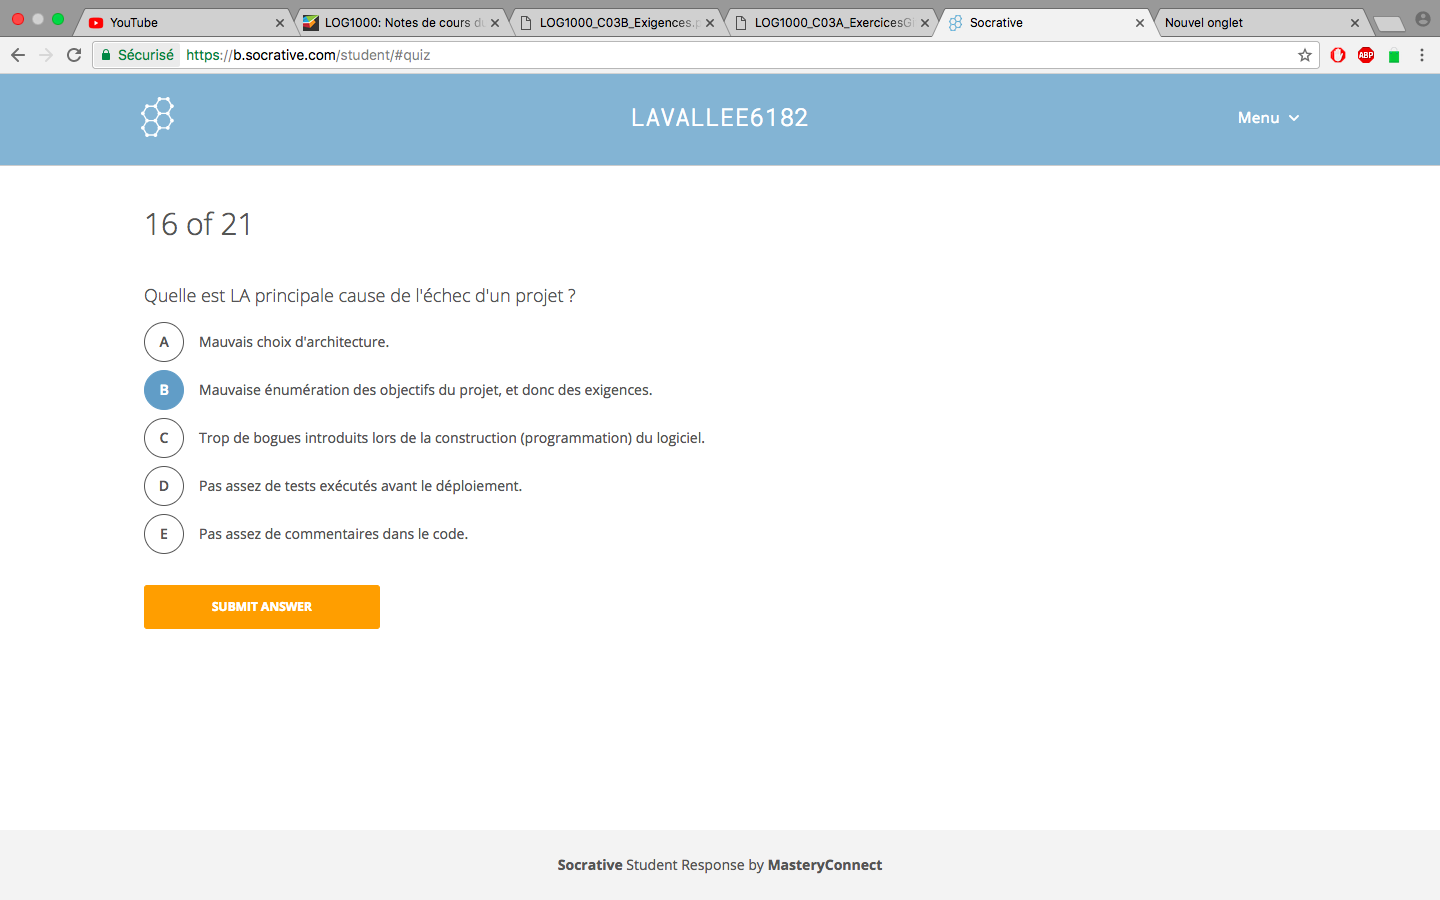 YouTube
LOG1000: Notes de cours du
LOG1000_C03B_Exigences.p
LOG1000_C03A_ExercicesGi
Socrative
Nouvel onglet
Sécurisé
https://b.socrative.com/student/#quiz
ABP
LAVALLEE6182
Menu
16 of 21
Quelle est LA principale cause de l'échec d'un projet ?
A Mauvais choix d'architecture.
B Mauvaise énumération des objectifs du projet, et donc des exigences.
C Trop de bogues introduits lors de la construction (programmation) du logiciel.
D Pas assez de tests exécutés avant le déploiement.
E Pas assez de commentaires dans le code.
SUBMIT ANSWER
Socrative Student Response by MasteryConnect